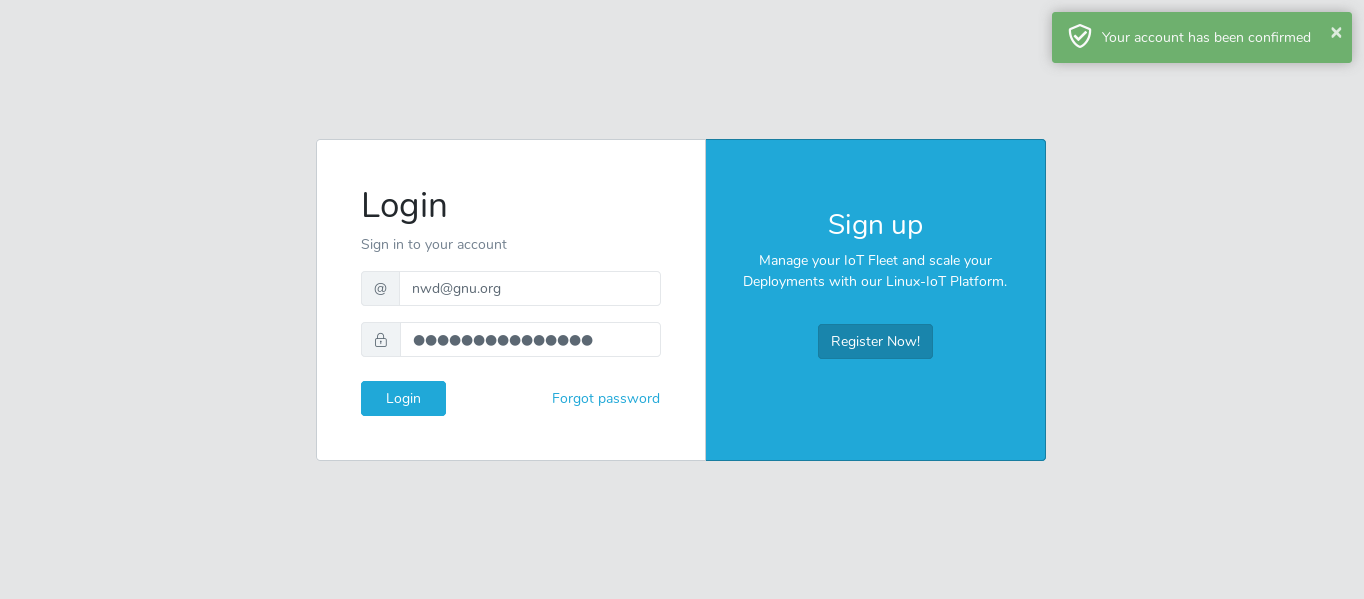 Your account has been confirmed ×
Login
Sign in to your account
@ nwd@gnu.org
●●●●●●●●●●●●●●●
Login Forgot password
Sign up
Manage your IoT Fleet and scale your
Deployments with our Linux-IoT Platform.
Register Now!